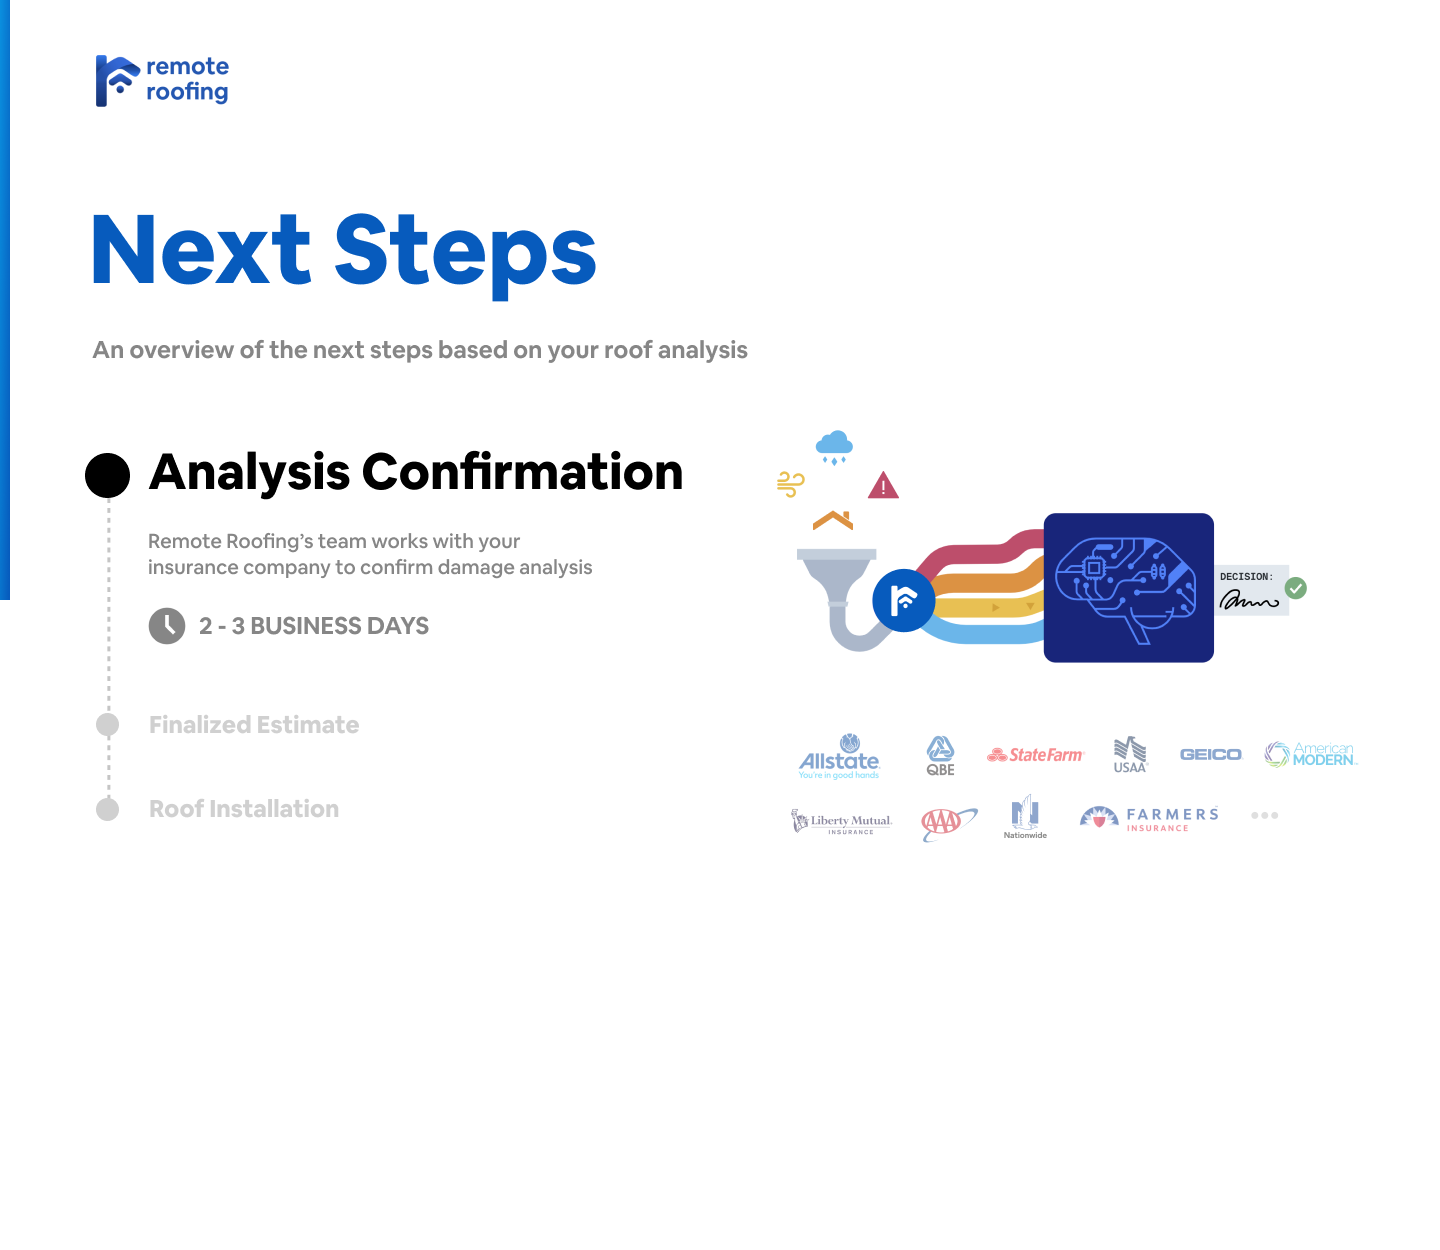 remote
roofing
Next Steps
An overview of the next steps based on your roof analysis
Analysis Confirmation
Remote Roofing’s team works with your
insurance company to confirm damage analysis
2 - 3 BUSINESS DAYS
Finalized Estimate
Roof Installation
DECISION:
Allstate
You're in good hands
QBE
StateFarm
USAA
GEICO
American
MODERN
Liberty Mutual
INSURANCE
AAA
Nationwide
FARMERS
INSURANCE